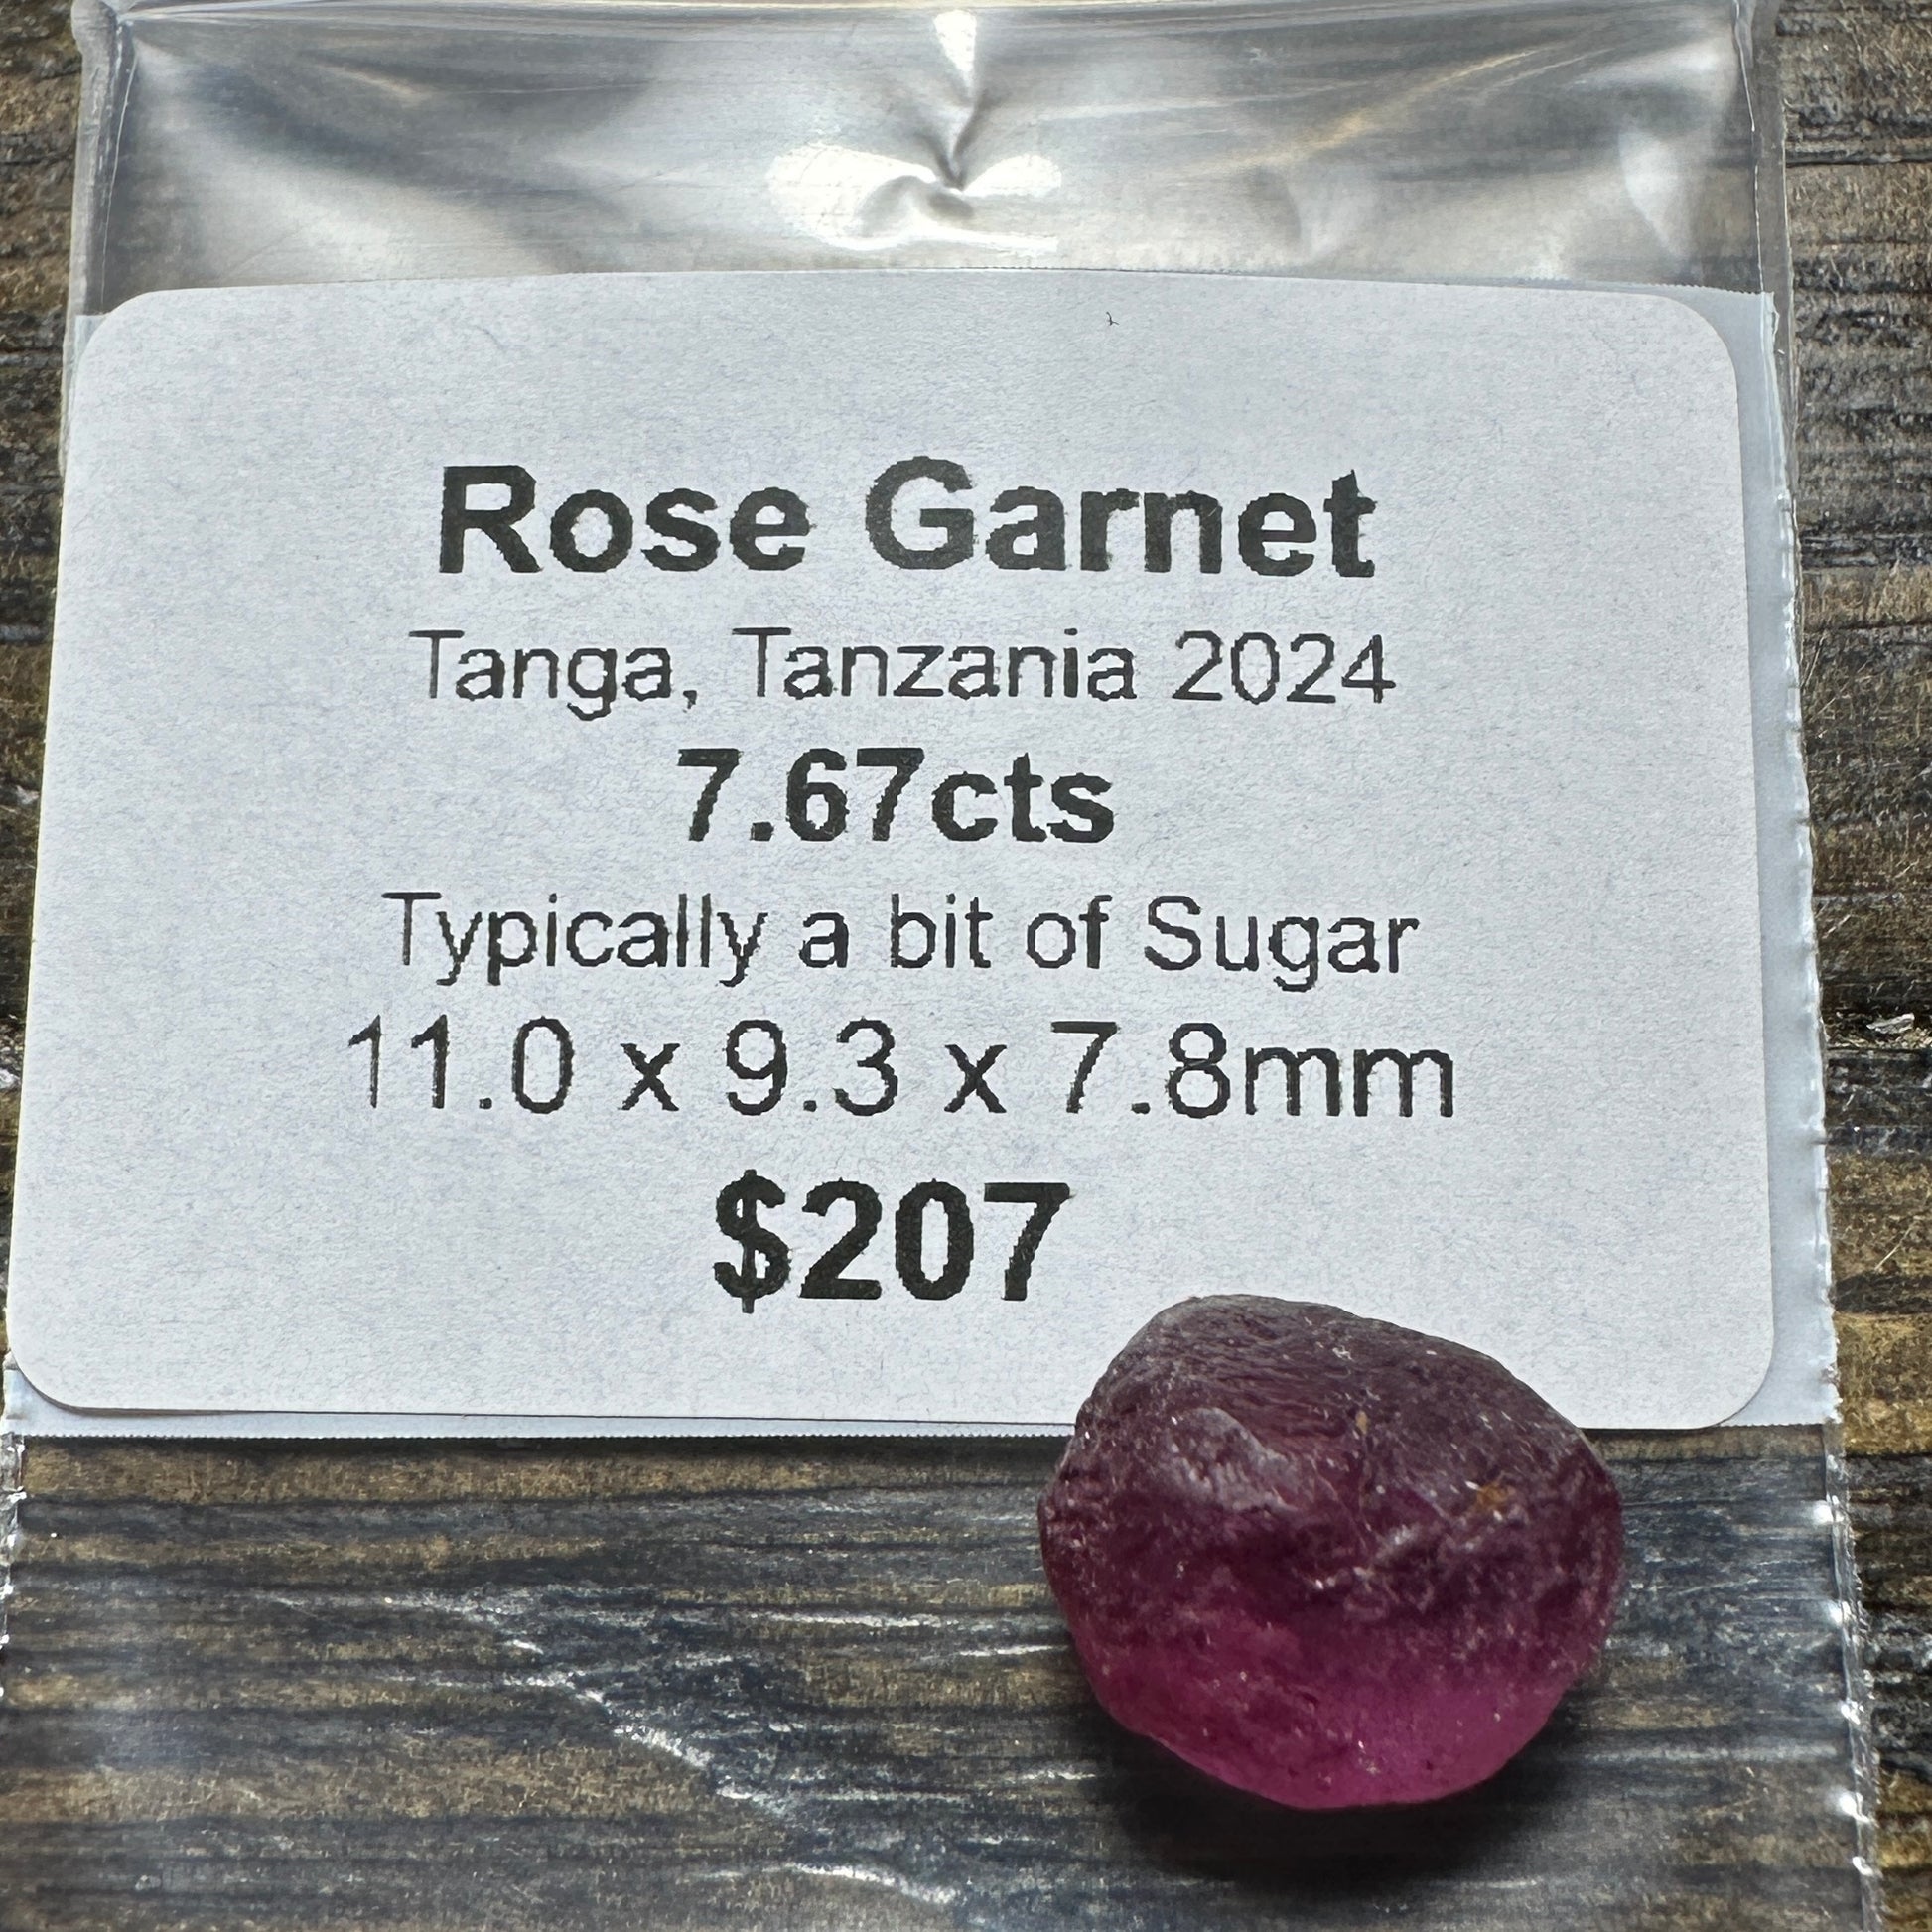 Rose Garnet
Tanga, Tanzania 2024
7.67cts
Typically a bit of Sugar
11.0 x 9.3 x 7.8mm
$207